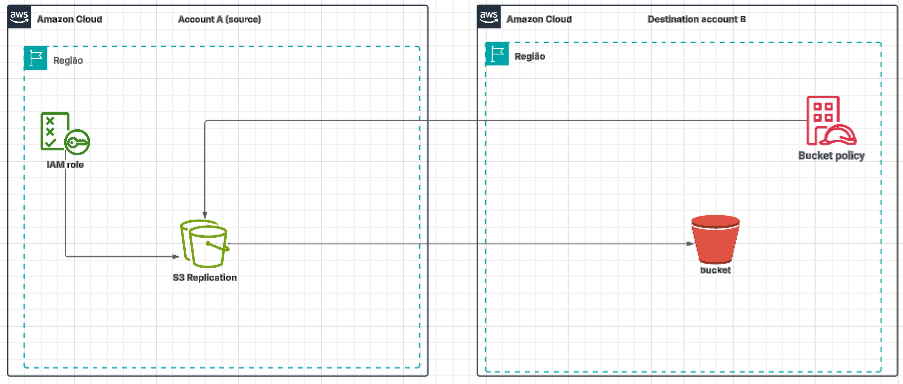 aws
Amazon Cloud
Account A (source)
Região
IAM role
S3 Replication
aws
Amazon Cloud
Destination account B
Região
Bucket policy
bucket